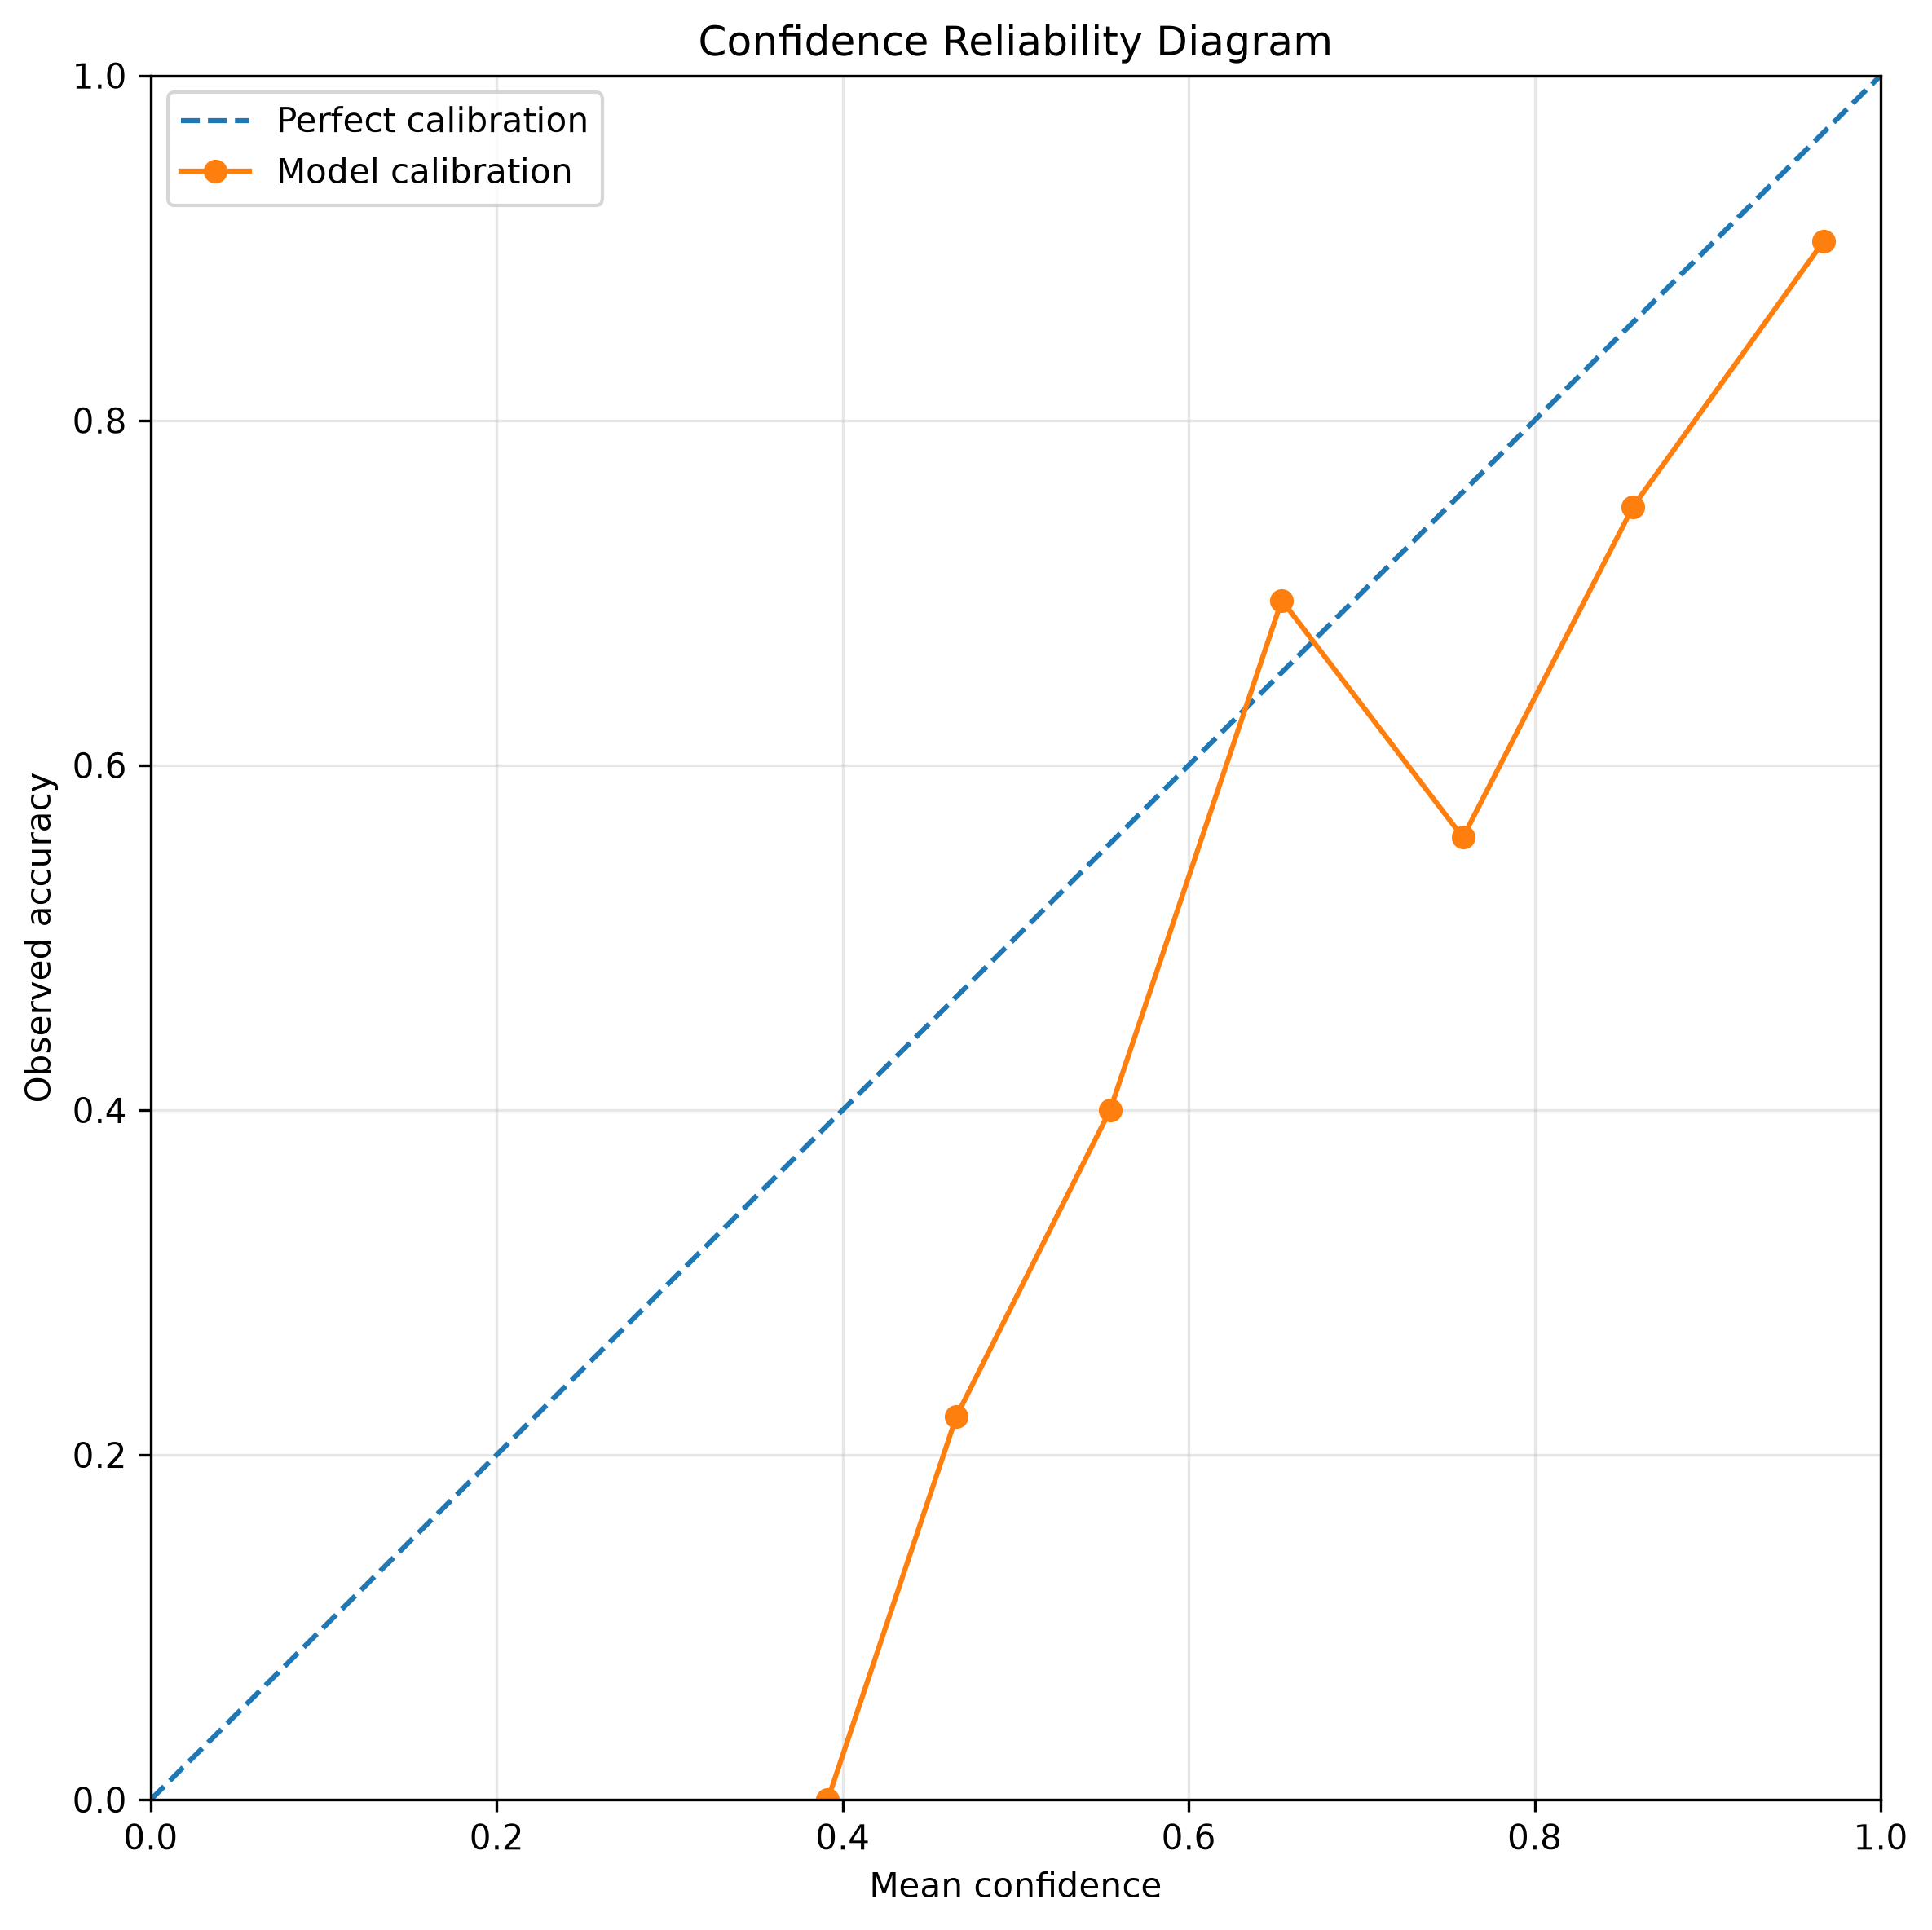 Confidence Reliability Diagram
Perfect calibration
Model calibration
1.0
0.8
0.6
0.4
0.2
0.0
Observed accuracy
0.0 0.2 0.4 0.6 0.8 1.0
Mean confidence